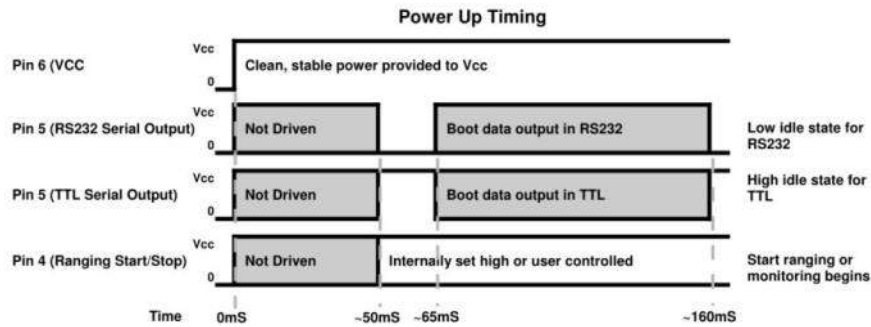 Power Up Timing
Pin 6 (VCC
Vcc
0
Clean, stable power provided to Vcc
Pin 5 (RS232 Serial Output)
Vcc
0
Not Driven
Boot data output in RS232
Low idle state for
RS232
Pin 5 (TTL Serial Output)
Vcc
0
Not Driven
Boot data output in TTL
High idle state for
TTL
Pin 4 (Ranging Start/Stop)
Vcc
0
Not Driven
Internally set high or user controlled
Start ranging or
monitoring begins
Time 0mS ~50mS ~65mS ~160mS